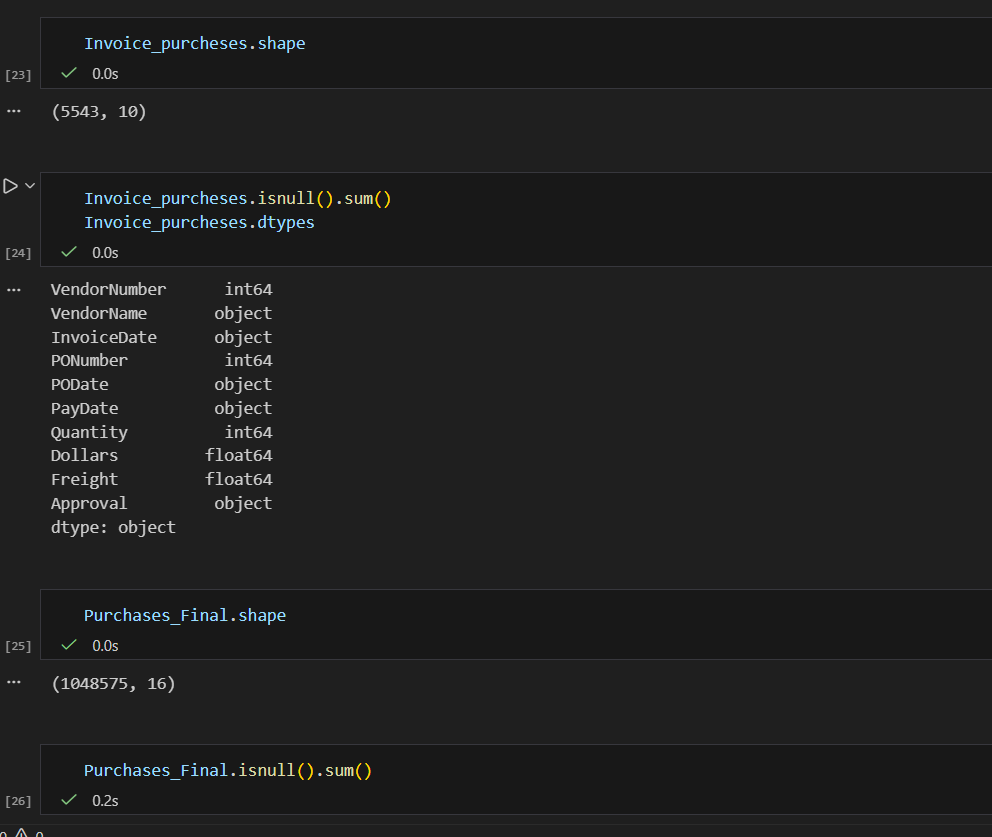 Invoice_purcheses.shape
[23] 0.0s
... (5543, 10)
Invoice_purcheses.isnull().sum()
Invoice_purcheses.dtypes
[24] 0.0s
... VendorNumber int64
VendorName object
InvoiceDate object
PONumber int64
PODate object
PayDate object
Quantity int64
Dollars float64
Freight float64
Approval object
dtype: object
Purchases_Final.shape
[25] 0.0s
... (1048575, 16)
Purchases_Final.isnull().sum()
[26] 0.2s